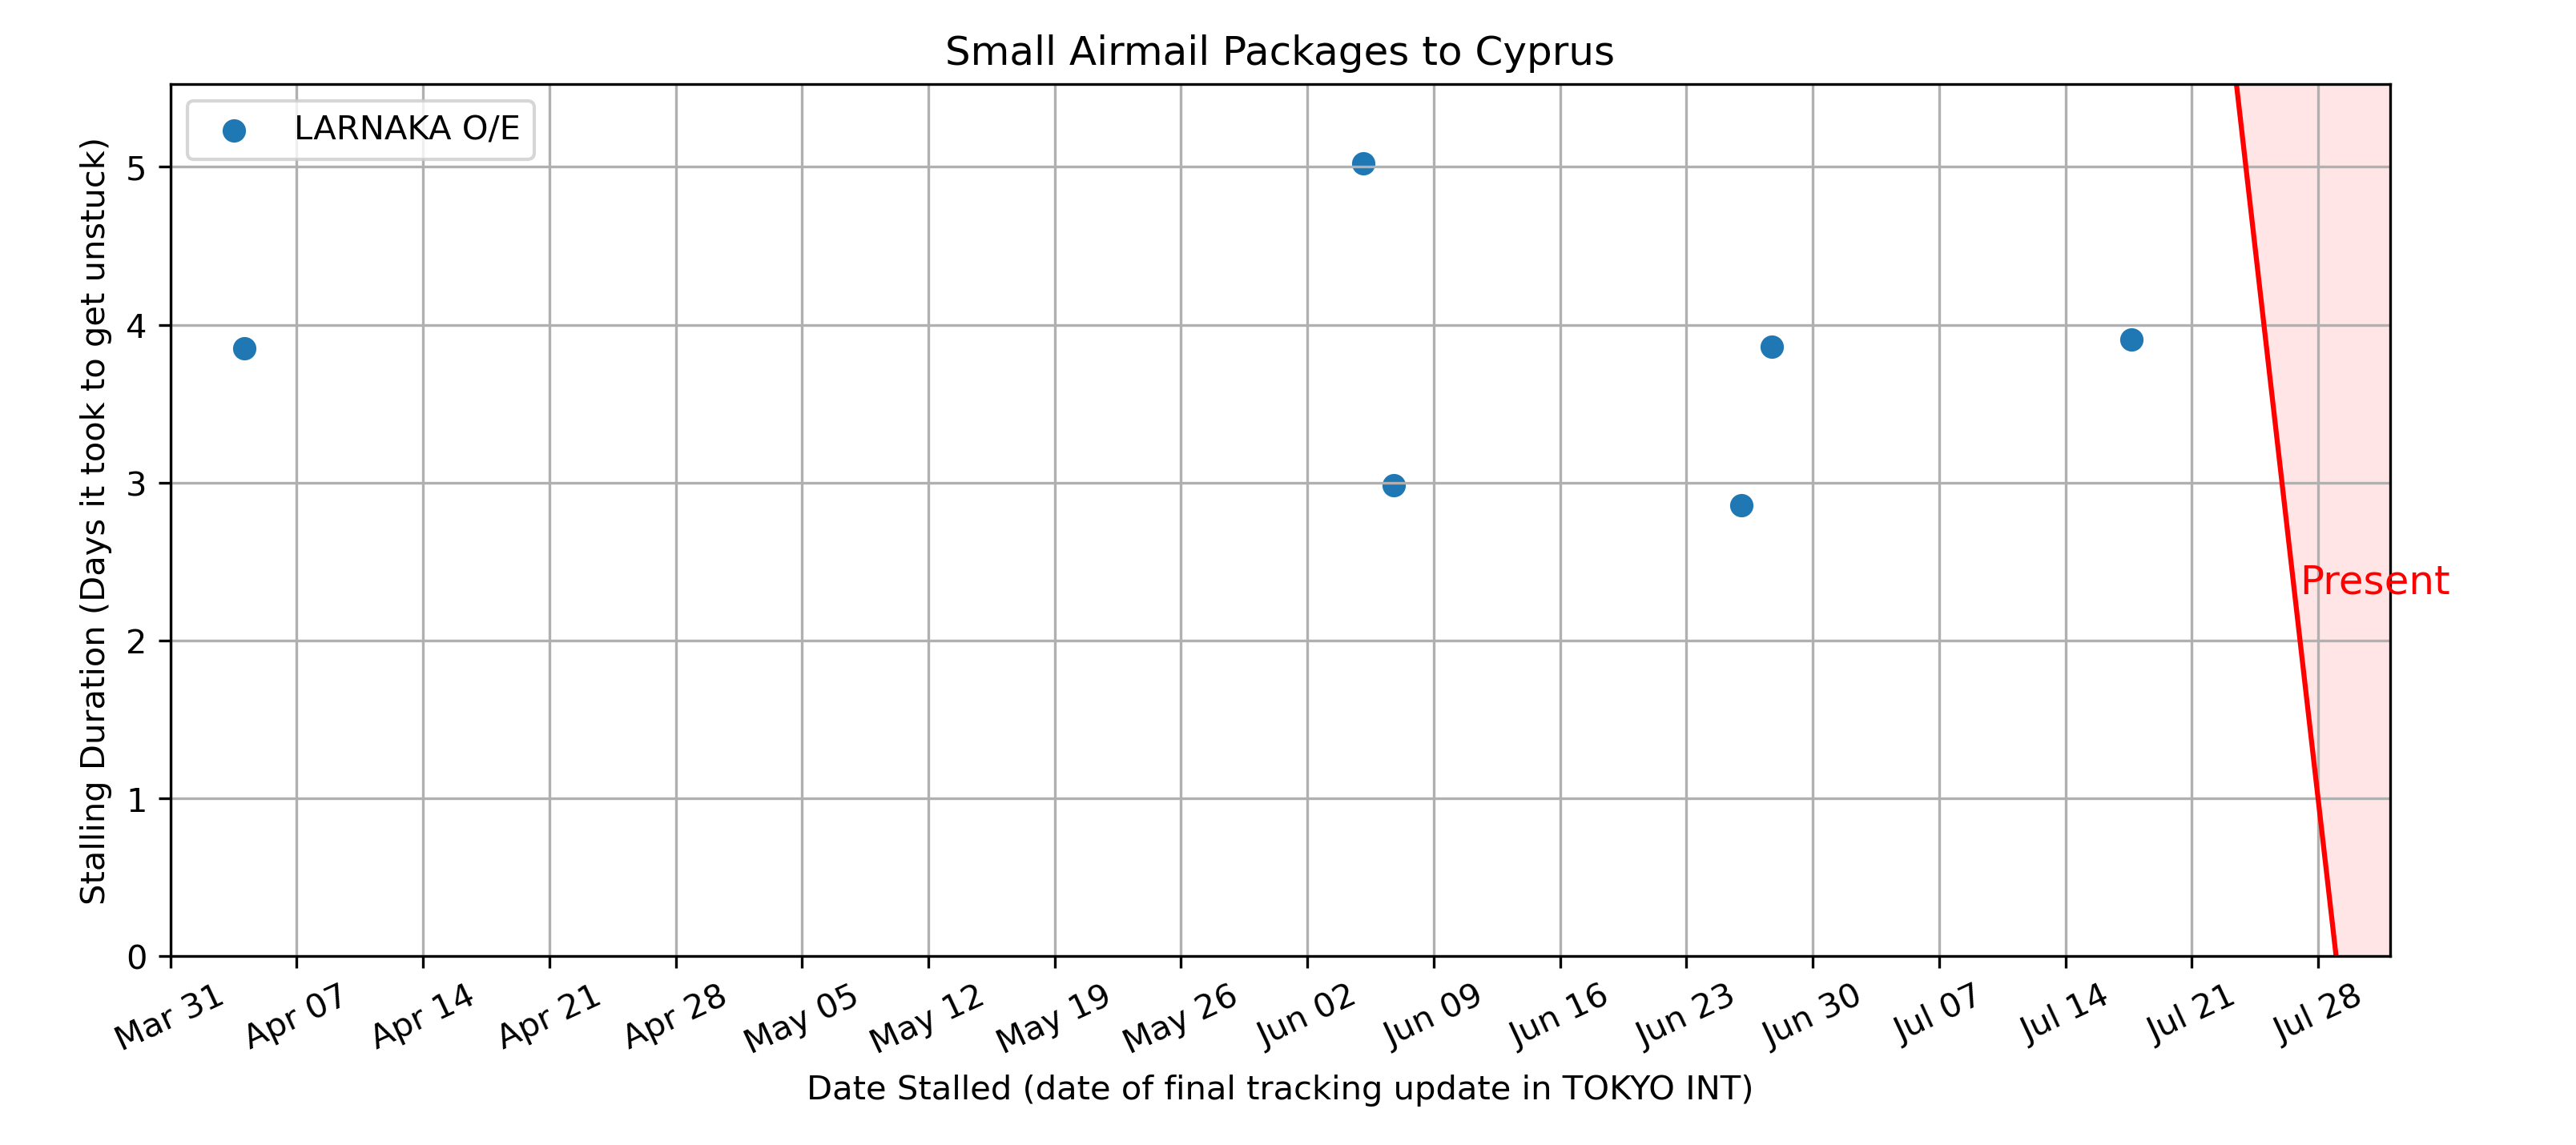 Small Airmail Packages to Cyprus
LARNAKA O/E
Stalling Duration (Days it took to get unstuck)
5
4
3
2
1
0
Present
Mar 31 Apr 07 Apr 14 Apr 21 Apr 28 May 05 May 12 May 19 May 26 Jun 02 Jun 09 Jun 16 Jun 23 Jun 30 Jul 07 Jul 14 Jul 21 Jul 28
Date Stalled (date of final tracking update in TOKYO INT)